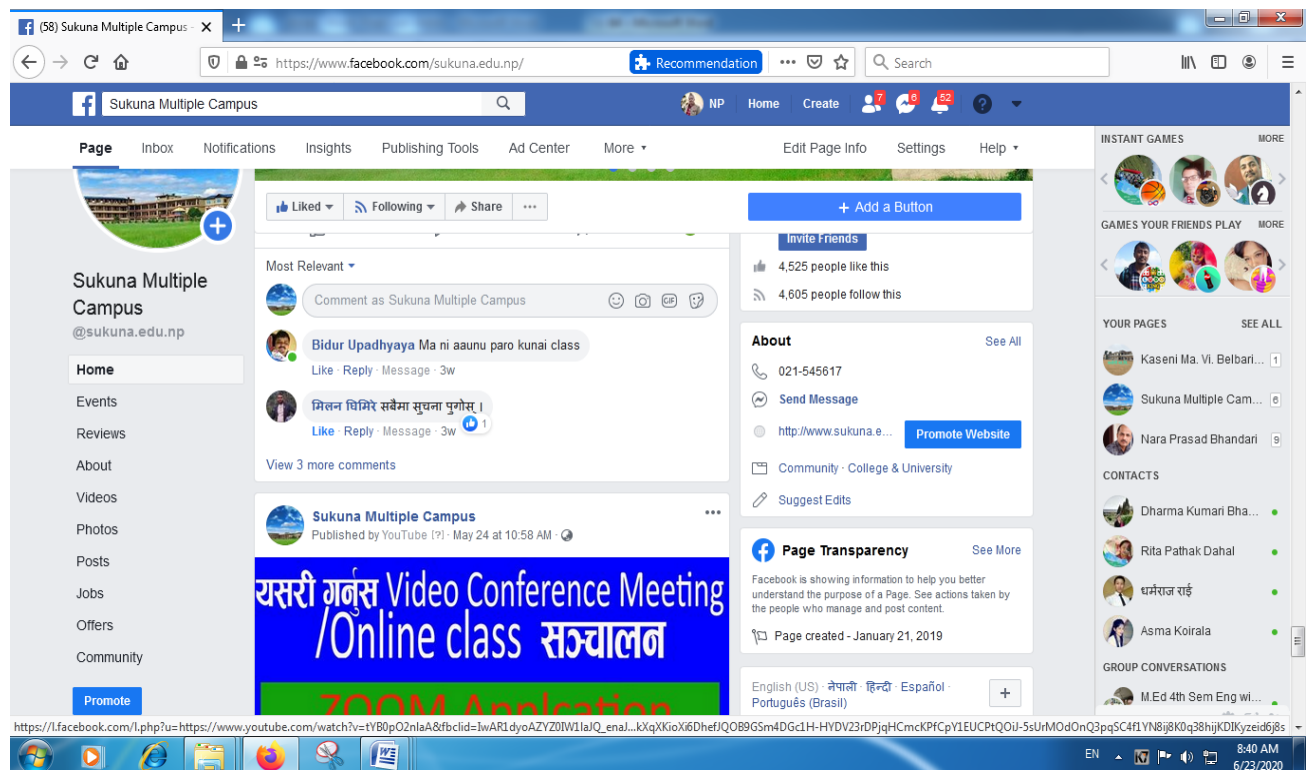 (58) Sukuna Multiple Campus -
https://www.facebook.com/sukuna.edu.np/
Recommendation
Search
Sukuna Multiple Campus
NP
Home
Create
7
6
52
Page
Inbox
Notifications
Insights
Publishing Tools
Ad Center
More
Edit Page Info
Settings
Help
Sukuna Multiple
Campus
@sukuna.edu.np
Home
Events
Reviews
About
Videos
Photos
Posts
Jobs
Offers
Community
Promote
Liked
Following
Share
+ Add a Button
Most Relevant
Comment as Sukuna Multiple Campus
GIF
Bidur Upadhyaya Ma ni aaunu paro kunai class
Like · Reply · Message · 3w
मिलन घिमिरे सबैमा सुचना पुगोस् ।
Like · Reply · Message · 3w
1
View 3 more comments
Sukuna Multiple Campus
Published by YouTube [?] · May 24 at 10:58 AM ·
यसरी गर्नुस Video Conference Meeting
/Online class सञ्चालन
ZOOM Applcation
Invite Friends
4,525 people like this
4,605 people follow this
About
See All
021-545617
Send Message
http://www.sukuna.e...
Promote Website
Community · College & University
Suggest Edits
Page Transparency
See More
Facebook is showing information to help you better
understand the purpose of a Page. See actions taken by
the people who manage and post content.
Page created - January 21, 2019
English (US) · नेपाली · हिन्दी · Español ·
Português (Brasil)
INSTANT GAMES
MORE
GAMES YOUR FRIENDS PLAY
MORE
YOUR PAGES
SEE ALL
Kaseni Ma. Vi. Belbari...
1
Sukuna Multiple Cam...
6
Nara Prasad Bhandari
9
CONTACTS
Dharma Kumari Bha...
Rita Pathak Dahal
धर्मराज राई
Asma Koirala
GROUP CONVERSATIONS
M.Ed 4th Sem Eng wi...
EN
8:40 AM
6/23/2020